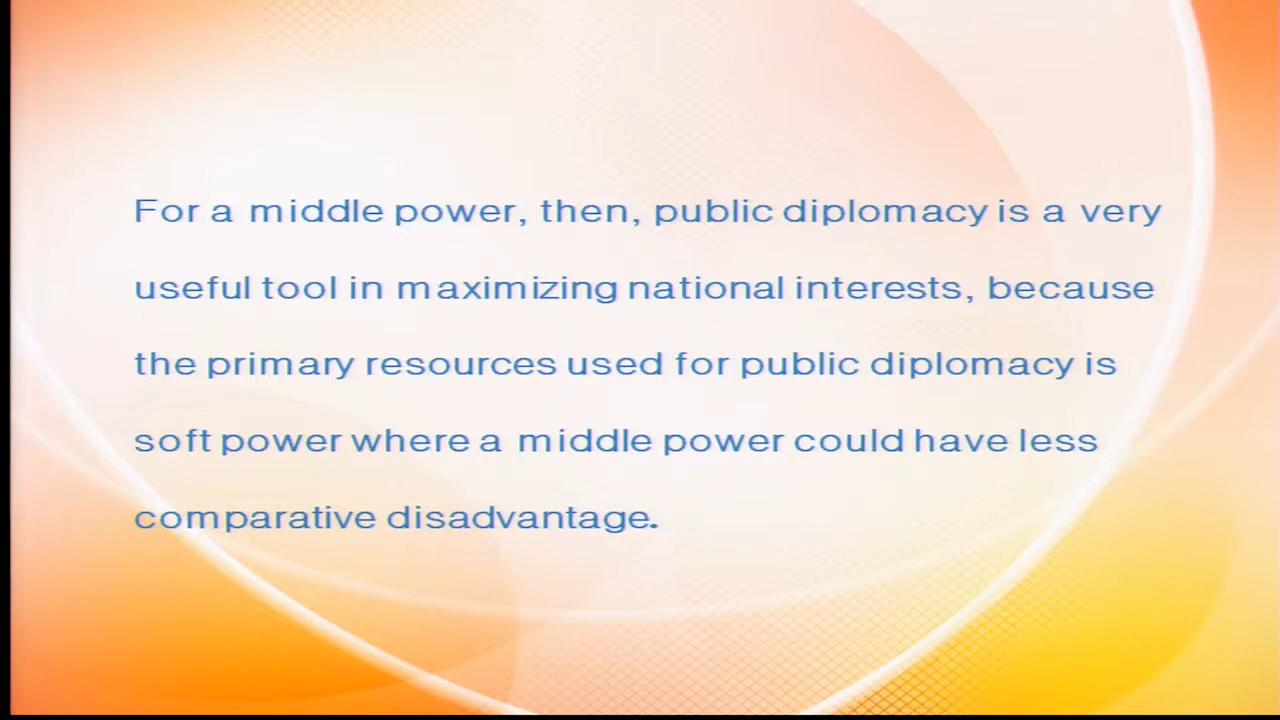 For a middle power, then, public diplomacy is a very
useful tool in maximizing national interests, because
the primary resources used for public diplomacy is
soft power where a middle power could have less
comparative disadvantage.